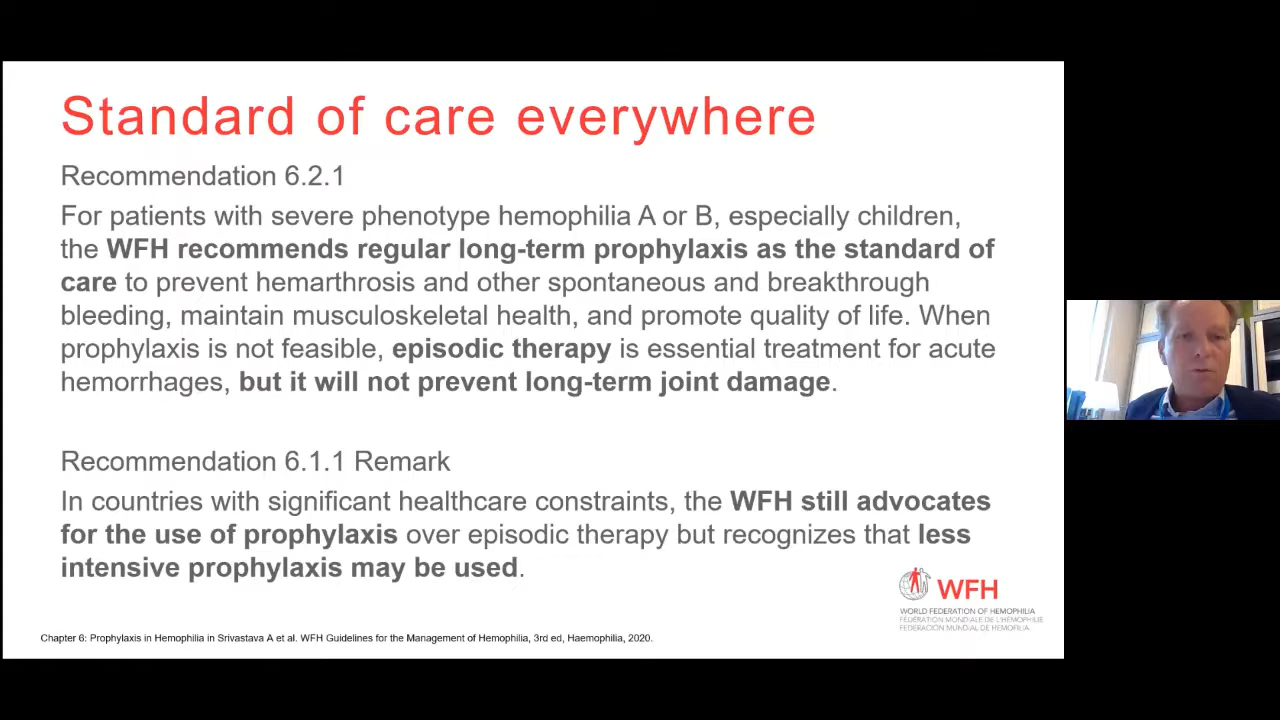 Standard of care everywhere
Recommendation 6.2.1
For patients with severe phenotype hemophilia A or B, especially children,
the WFH recommends regular long-term prophylaxis as the standard of
care to prevent hemarthrosis and other spontaneous and breakthrough
bleeding, maintain musculoskeletal health, and promote quality of life. When
prophylaxis is not feasible, episodic therapy is essential treatment for acute
hemorrhages, but it will not prevent long-term joint damage.
Recommendation 6.1.1 Remark
In countries with significant healthcare constraints, the WFH still advocates
for the use of prophylaxis over episodic therapy but recognizes that less
intensive prophylaxis may be used.
WFH
WORLD FEDERATION OF HEMOPHILIA
FÉDÉRATION MONDIALE DE L'HÉMOPHILIE
FEDERACIÓN MUNDIAL DE HEMOFILIA
Chapter 6: Prophylaxis in Hemophilia in Srivastava A et al. WFH Guidelines for the Management of Hemophilia, 3rd ed, Haemophilia, 2020.